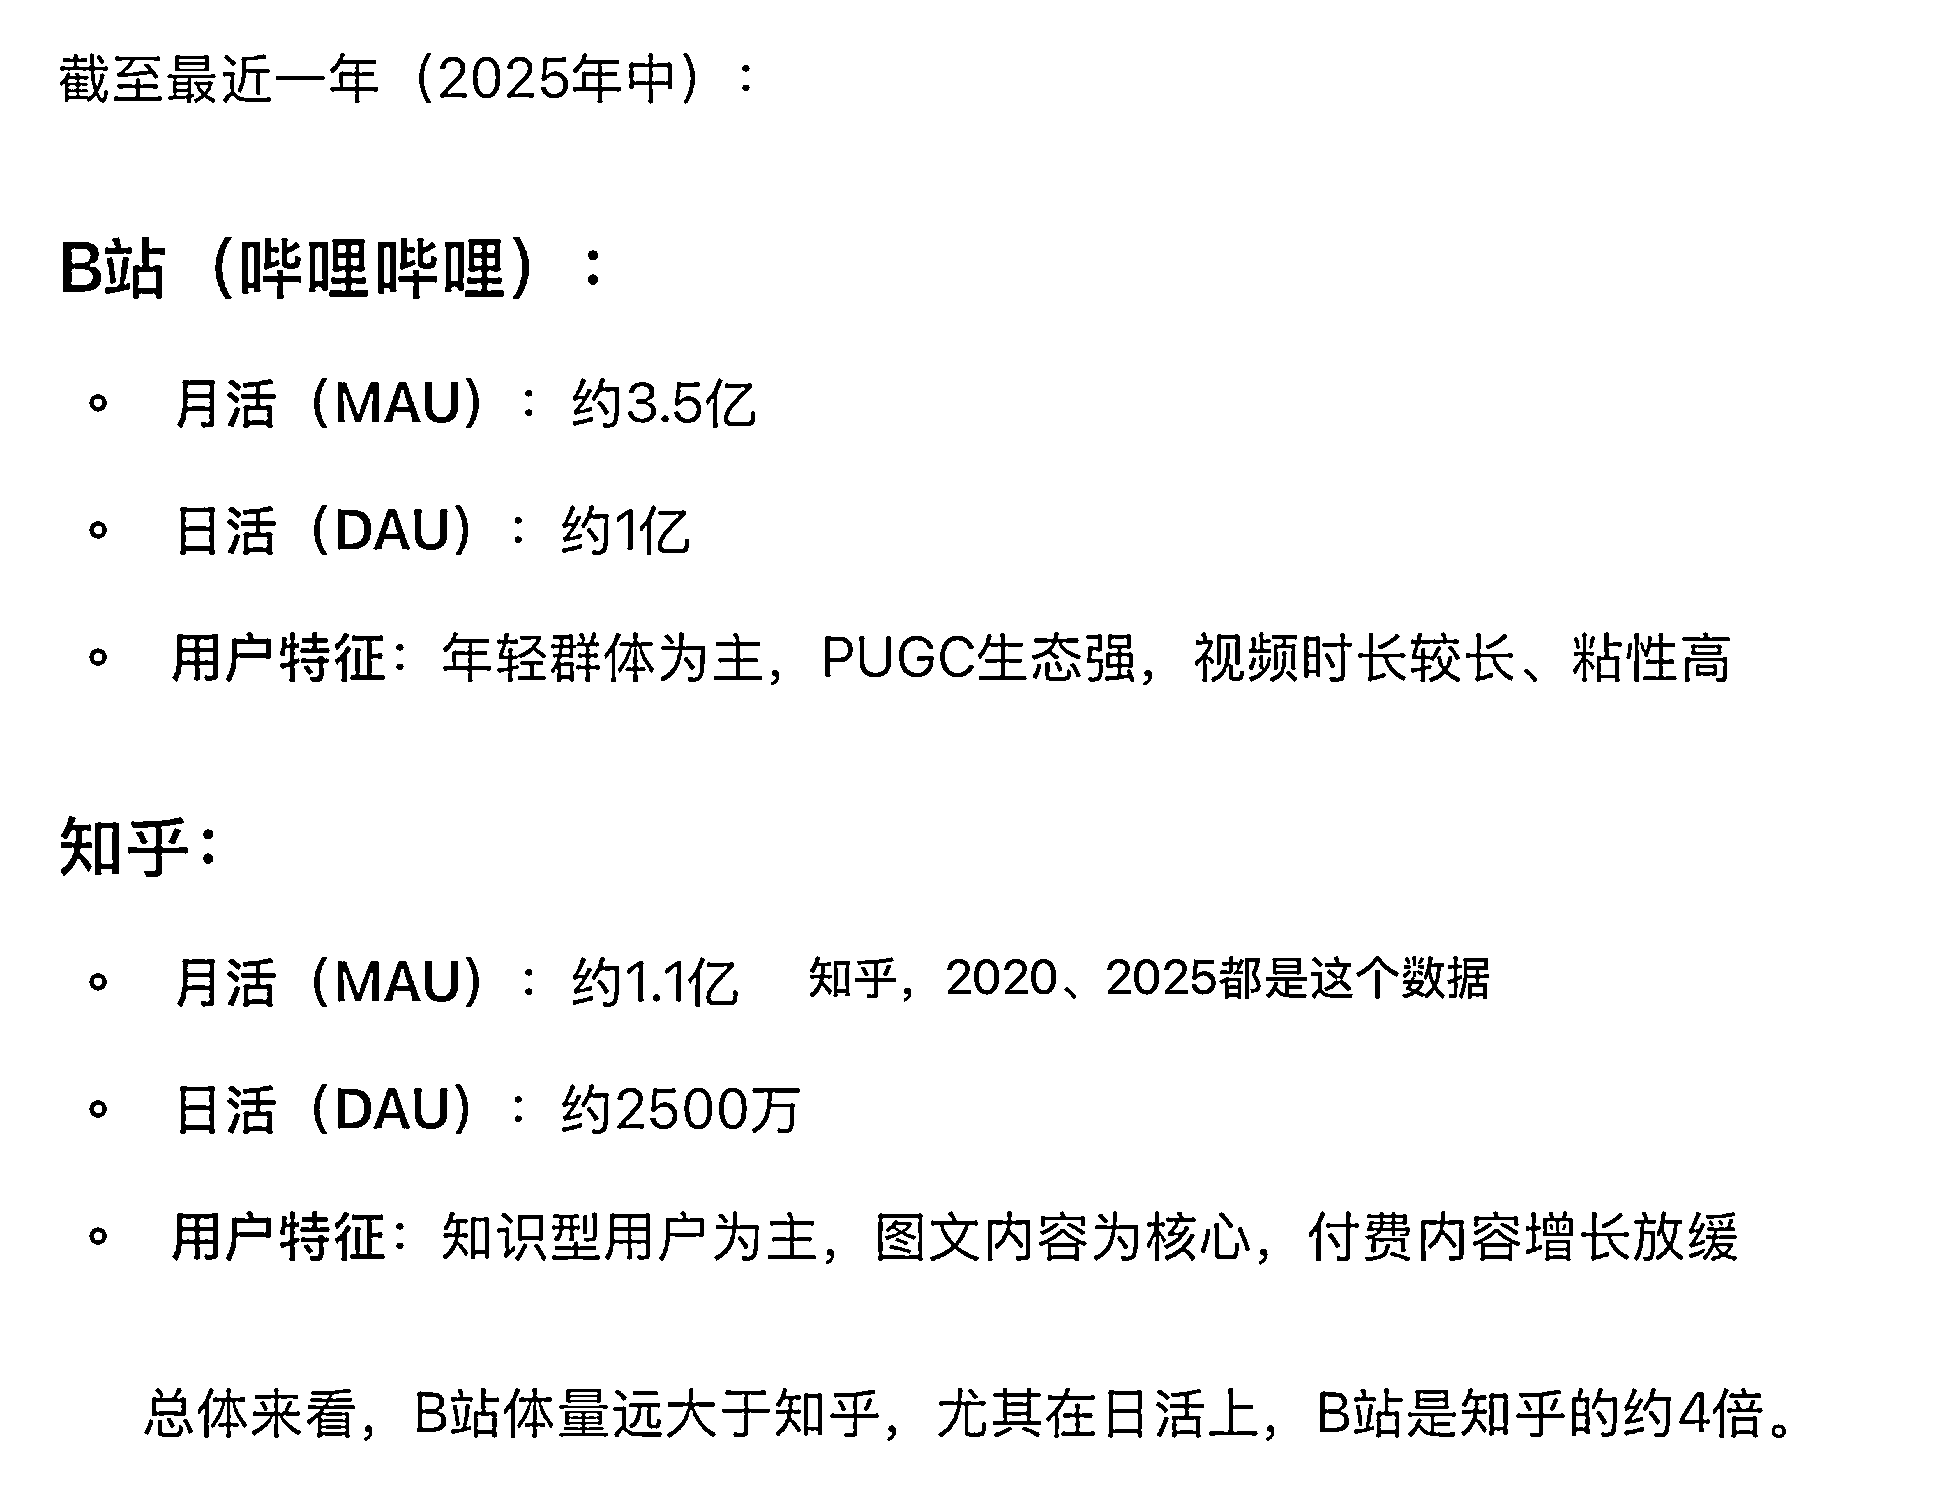 截至最近一年（2025年中）：
B站（哔哩哔哩）：
月活（MAU）：约3.5亿
日活（DAU）：约1亿
用户特征：年轻群体为主，PUGC生态强，视频时长较长、粘性高
知乎：
月活（MAU）：约1.1亿 知乎，2020、2025都是这个数据
日活（DAU）：约2500万
用户特征：知识型用户为主，图文内容为核心，付费内容增长放缓
总体来看，B站体量远大于知乎，尤其在日活上，B站是知乎的约4倍。